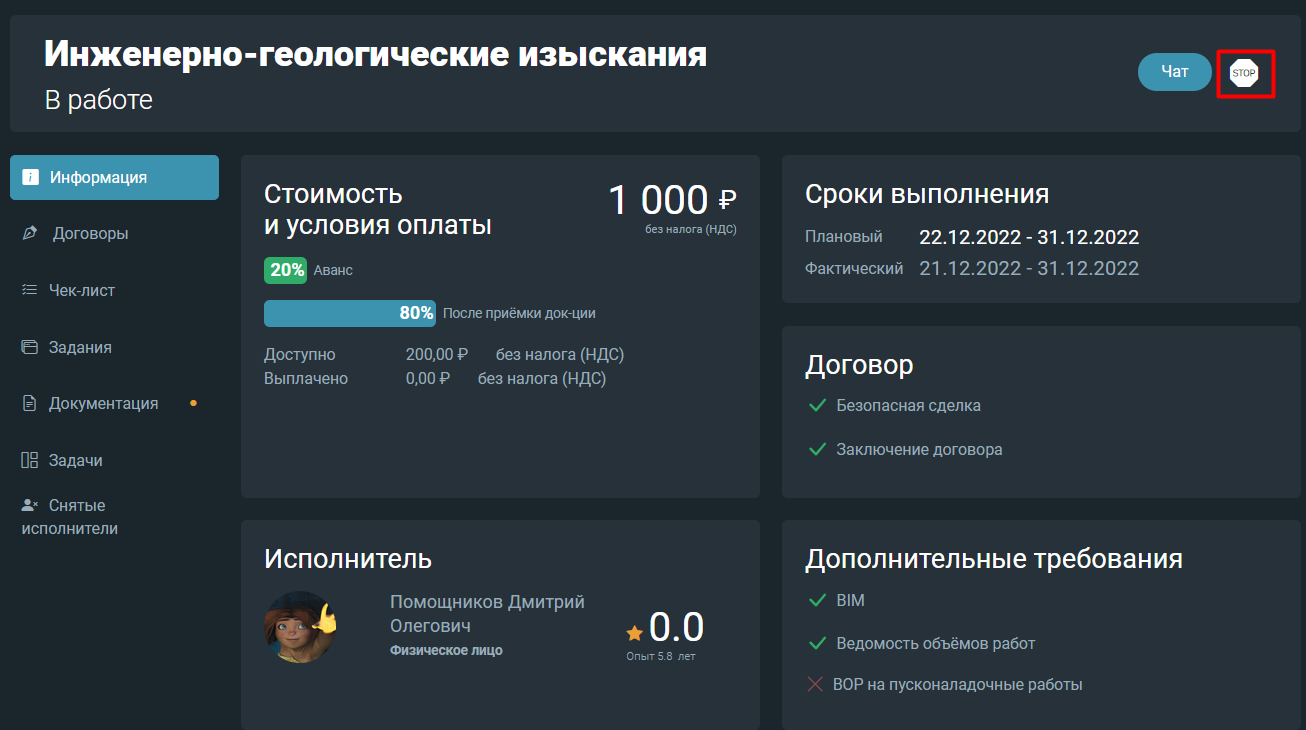 Инженерно-геологические изыскания
В работе
Чат
STOP
Информация
Договоры
Чек-лист
Задания
Документация
Задачи
Снятые
исполнители
Стоимость
и условия оплаты
1 000 ₽
без налога (НДС)
20% Аванс
80% После приёмки док-ции
Доступно 200,00 ₽ без налога (НДС)
Выплачено 0,00 ₽ без налога (НДС)
Сроки выполнения
Плановый 22.12.2022 - 31.12.2022
Фактический 21.12.2022 - 31.12.2022
Договор
Безопасная сделка
Заключение договора
Исполнитель
Помощников Дмитрий
Олегович
Физическое лицо
0.0
Опыт 5.8 лет
Дополнительные требования
BIM
Ведомость объёмов работ
ВОР на пусконаладочные работы